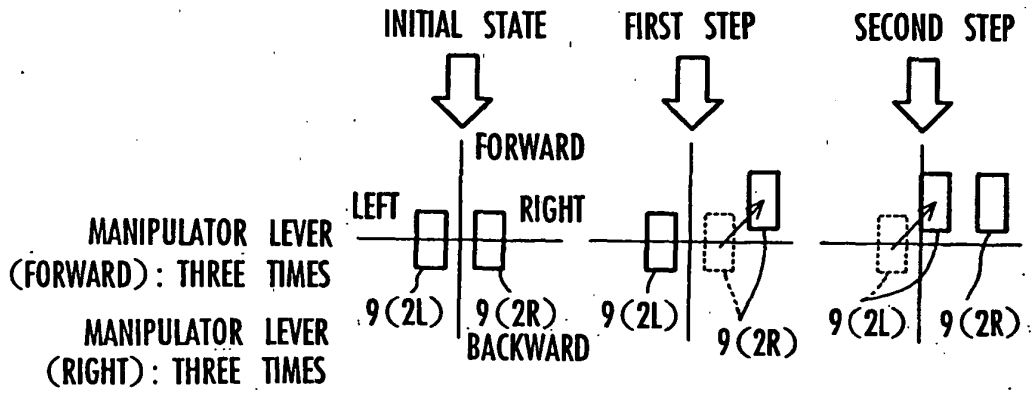 INITIAL STATE
FIRST STEP
SECOND STEP
FORWARD
LEFT
RIGHT
MANIPULATOR LEVER
(FORWARD): THREE TIMES
9(2L)
9(2R)
BACKWARD
9(2L)
9(2R)
9(2L)
9(2R)
MANIPULATOR LEVER
(RIGHT): THREE TIMES